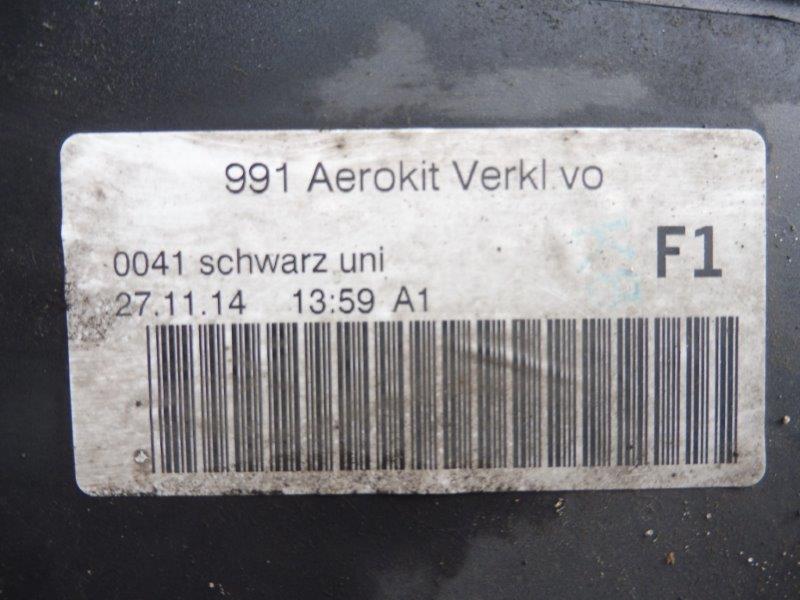 991 Aerokit Verkl vo
0041 schwarz uni
F1
27.11.14 13:59 A1